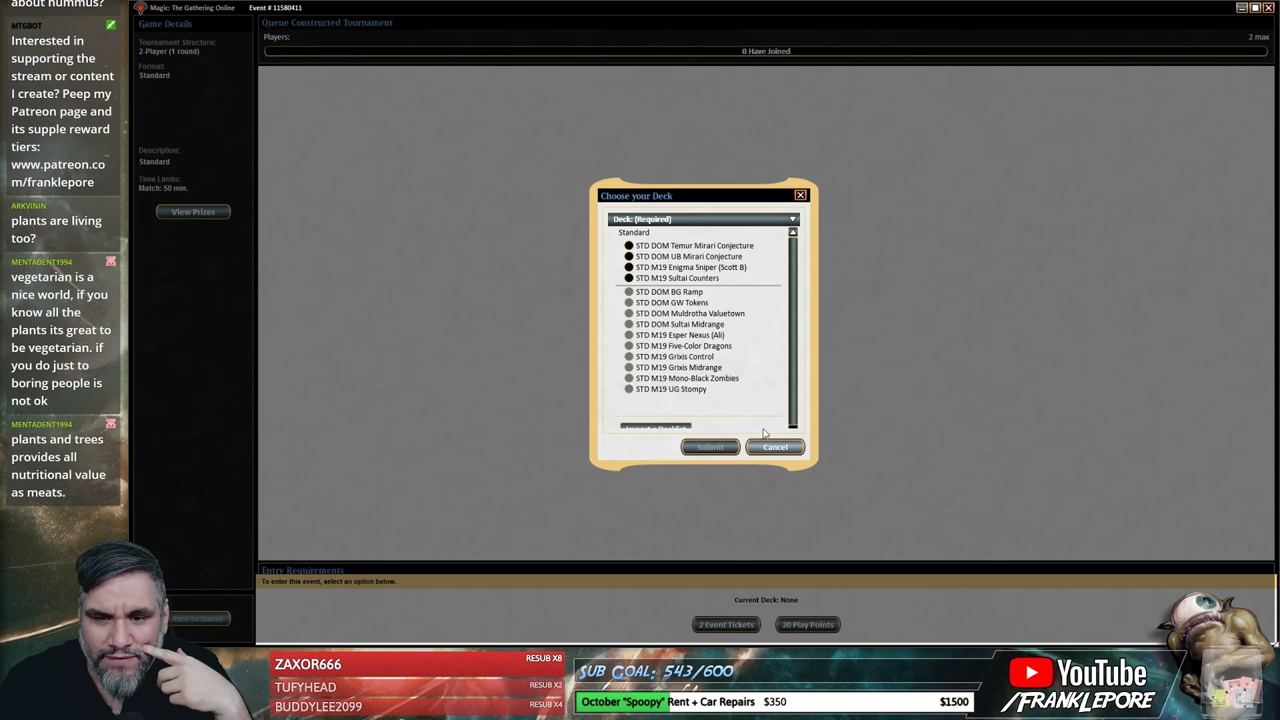 about hummus?
MTGBOT
Interested in
supporting the
stream or content
I create? Peep my
Patreon page and
its supple reward
tiers:
www.patreon.co
m/franklepore
ARKVININ
plants are living
too?
MENTADENT1994
vegetarian is a
nice world, if you
know all the
plants its great to
be vegetarian. if
you do just to
boring people is
not ok
MENTADENT1994
plants and trees
provides all
nutritional value
as meats.
Magic: The Gathering Online Event # 11580411
Game Details
Tournament Structure:
2-Player (1 round)
Format:
Standard
Description:
Standard
Time Limits:
Match: 50 min.
View Prizes
Queue Constructed Tournament
Players:
2 max
0 Have Joined
Choose your Deck
Deck: (Required)
Standard
STD DOM Temur Mirari Conjecture
STD DOM UB Mirari Conjecture
STD M19 Enigma Sniper (Scott B)
STD M19 Sultai Counters
STD DOM BG Ramp
STD DOM GW Tokens
STD DOM Muldrotha Valuetown
STD DOM Sultai Midrange
STD M19 Esper Nexus (Ali)
STD M19 Five-Color Dragons
STD M19 Grixis Control
STD M19 Grixis Midrange
STD M19 Mono-Black Zombies
STD M19 UG Stompy
Import a Decklist
Submit
Cancel
Entry Requirements
To enter this event, select an option below.
Current Deck: None
2 Event Tickets
20 Play Points
turn to Game
ZAXOR666 RESUB X8
TUFYHEAD RESUB X2
BUDDYLEE2099 RESUB X4
SUB GOAL: 543/600
October "Spoopy" Rent + Car Repairs $350 $1500
YouTube
/FRANKLEPORE